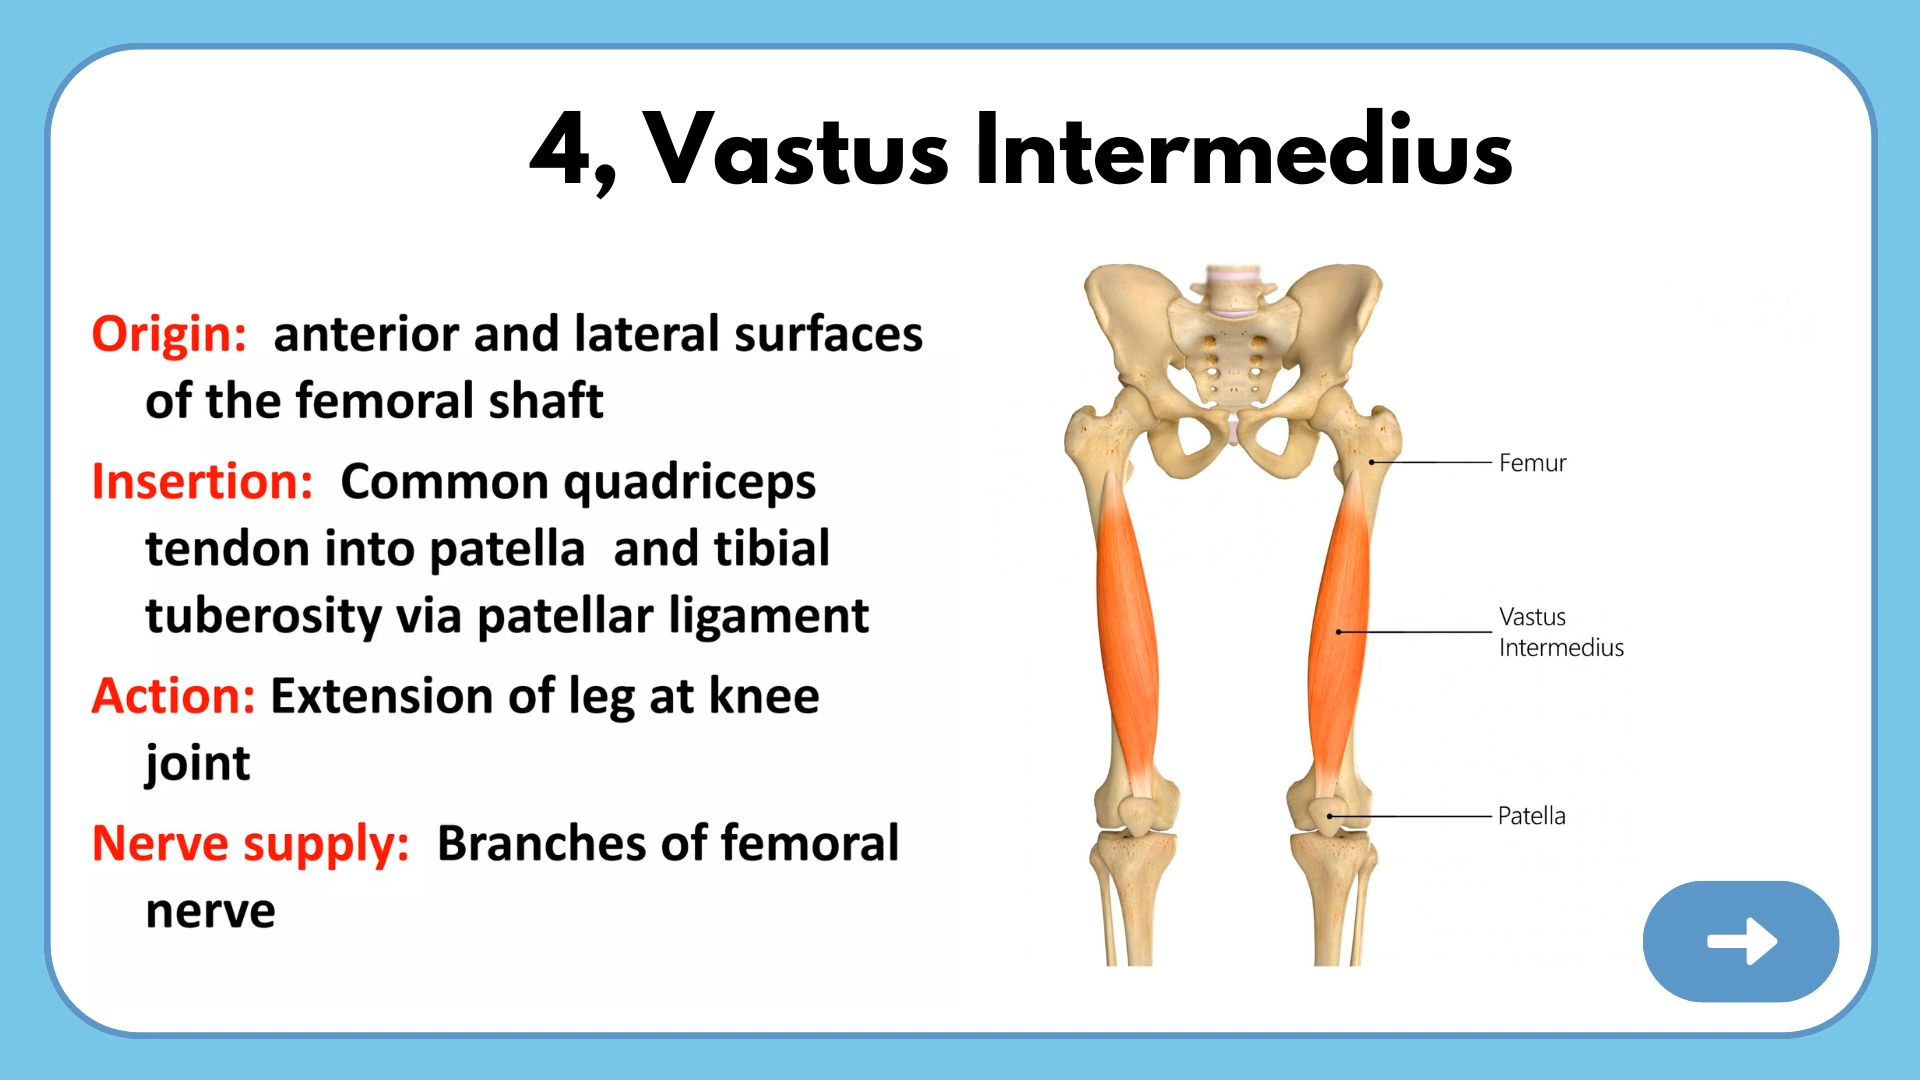 4, Vastus Intermedius
Origin: anterior and lateral surfaces
of the femoral shaft
Insertion: Common quadriceps
tendon into patella and tibial
tuberosity via patellar ligament
Action: Extension of leg at knee
joint
Nerve supply: Branches of femoral
nerve
Femur
Vastus
Intermedius
Patella